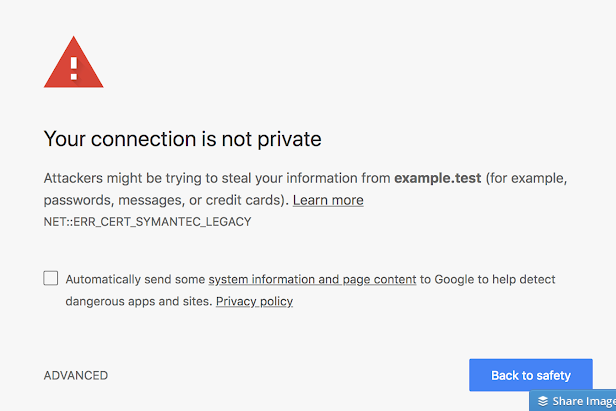 Your connection is not private
Attackers might be trying to steal your information from example.test (for example,
passwords, messages, or credit cards). Learn more
NET::ERR_CERT_SYMANTEC_LEGACY
Automatically send some system information and page content to Google to help detect
dangerous apps and sites. Privacy policy
ADVANCED
Back to safety
Share Image